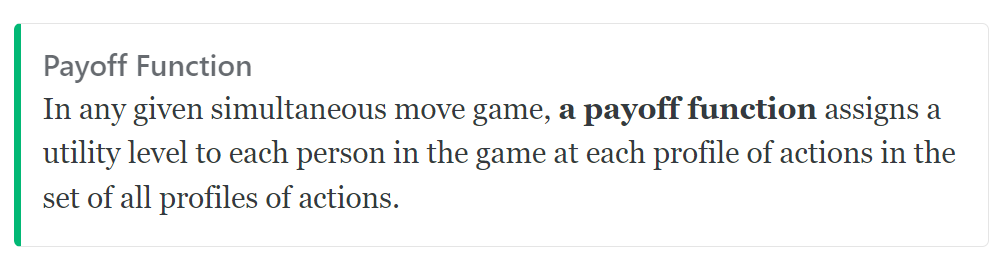 Payoff Function
In any given simultaneous move game, a payoff function assigns a
utility level to each person in the game at each profile of actions in the
set of all profiles of actions.